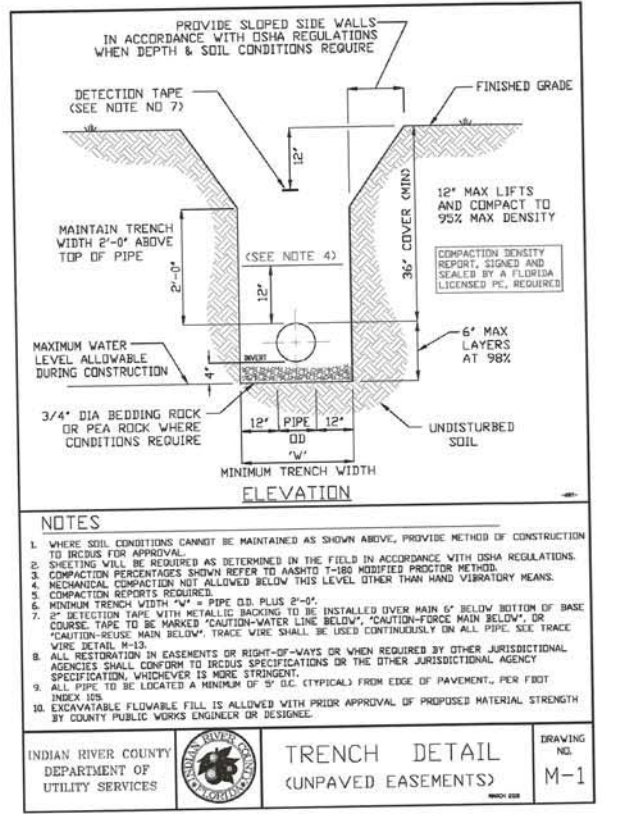 PROVIDE SLOPED SIDE WALLS
IN ACCORDANCE WITH OSHA REGULATIONS
WHEN DEPTH & SOIL CONDITIONS REQUIRE
DETECTION TAPE
(SEE NOTE NO 7)
FINISHED GRADE
12"
12" MAX LIFTS
AND COMPACT TO
95% MAX DENSITY
MAINTAIN TRENCH
WIDTH 2'-0" ABOVE
TOP OF PIPE
2'-0"
(SEE NOTE 4)
12"
36" COVER (MIN)
COMPACTION DENSITY
REPORT, SIGNED AND
SEALED BY A FLORIDA
LICENSED PE, REQUIRED
MAXIMUM WATER
LEVEL ALLOWABLE
DURING CONSTRUCTION
INVERT
4"
6" MAX
LAYERS
AT 98%
3/4" DIA BEDDING ROCK
OR PEA ROCK WHERE
CONDITIONS REQUIRE
12" PIPE 12"
OD
'W'
MINIMUM TRENCH WIDTH
UNDISTURBED
SOIL
ELEVATION
NOTES
1. WHERE SOIL CONDITIONS CANNOT BE MAINTAINED AS SHOWN ABOVE, PROVIDE METHOD OF CONSTRUCTION
TO IRCDUS FOR APPROVAL.
2. SHEETING WILL BE REQUIRED AS DETERMINED IN THE FIELD IN ACCORDANCE WITH OSHA REGULATIONS.
3. COMPACTION PERCENTAGES SHOWN REFER TO AASHTO T-180 MODIFIED PROCTOR METHOD.
4. MECHANICAL COMPACTION NOT ALLOWED BELOW THIS LEVEL OTHER THAN HAND VIBRATORY MEANS.
5. COMPACTION REPORTS REQUIRED.
6. MINIMUM TRENCH WIDTH "W" = PIPE O.D. PLUS 2'-0".
7. 2" DETECTION TAPE WITH METALLIC BACKING TO BE INSTALLED OVER MAIN 6" BELOW BOTTOM OF BASE
COURSE. TAPE TO BE MARKED "CAUTION-WATER LINE BELOW", "CAUTION-FORCE MAIN BELOW", OR
"CAUTION-REUSE MAIN BELOW". TRACE WIRE SHALL BE USED CONTINUOUSLY ON ALL PIPE. SEE TRACE
WIRE DETAIL M-13.
8. ALL RESTORATION IN EASEMENTS OR RIGHT-OF-WAYS OR WHEN REQUIRED BY OTHER JURISDICTIONAL
AGENCIES SHALL CONFORM TO IRCDUS SPECIFICATIONS OR THE OTHER JURISDICTIONAL AGENCY
SPECIFICATION, WHICHEVER IS MORE STRINGENT.
9. ALL PIPE TO BE LOCATED A MINIMUM OF 5' O.C. (TYPICAL) FROM EDGE OF PAVEMENT., PER FDOT
INDEX 105.
10. EXCAVATABLE FLOWABLE FILL IS ALLOWED WITH PRIOR APPROVAL OF PROPOSED MATERIAL STRENGTH
BY COUNTY PUBLIC WORKS ENGINEER OR DESIGNEE.
INDIAN RIVER COUNTY
DEPARTMENT OF
UTILITY SERVICES
INDIAN RIVER COUNTY
FLORIDA
TRENCH DETAIL
(UNPAVED EASEMENTS)
DRAWING
NO.
M-1